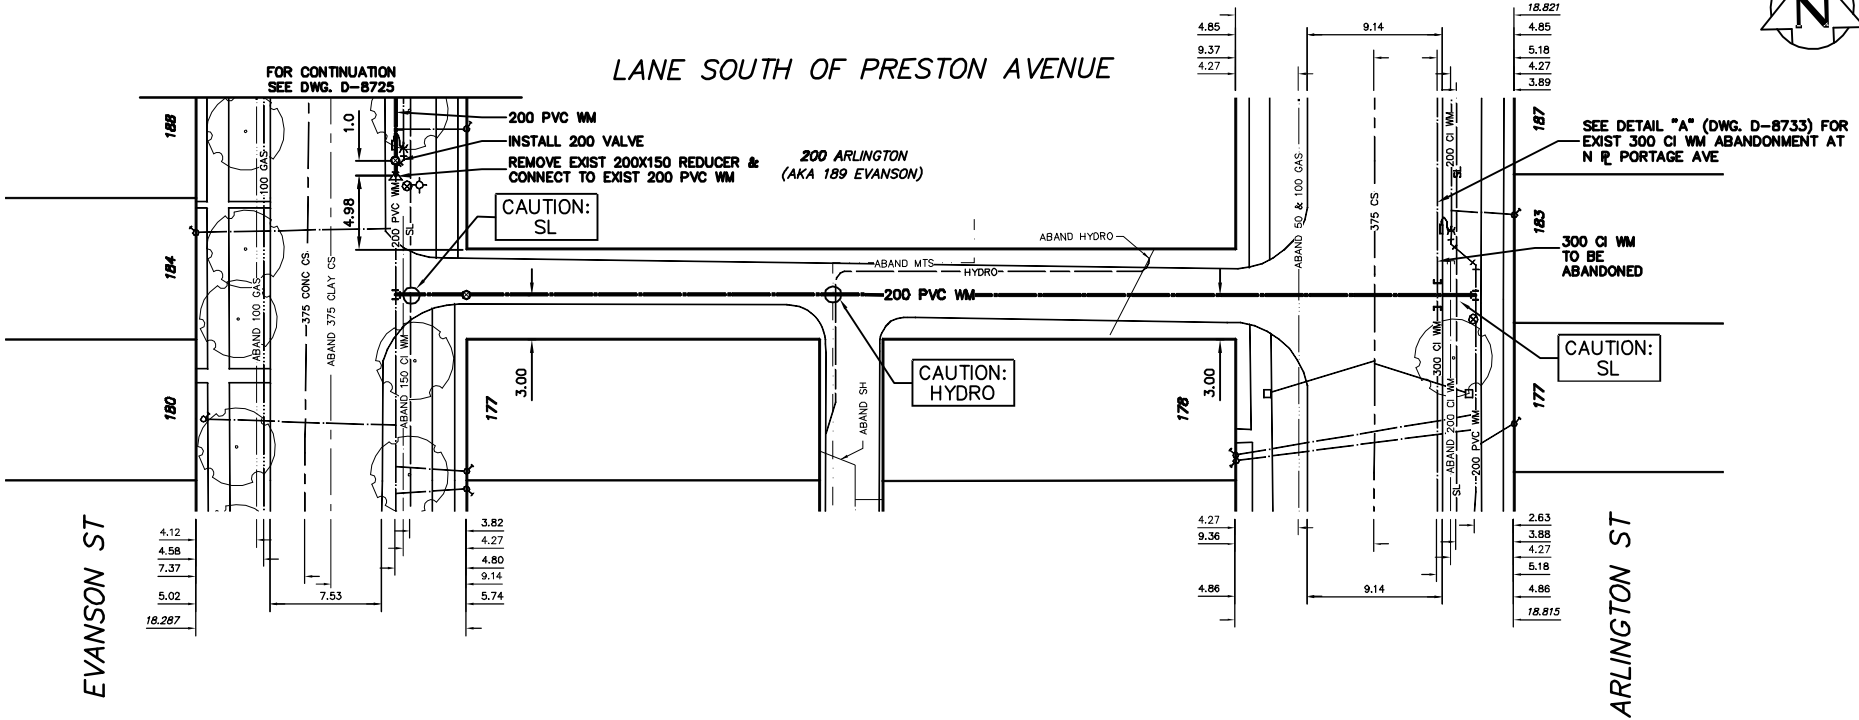 LANE SOUTH OF PRESTON AVENUE
N
FOR CONTINUATION
SEE DWG. D-8725
200 PVC WM
INSTALL 200 VALVE
REMOVE EXIST 200X150 REDUCER &
CONNECT TO EXIST 200 PVC WM
200 ARLINGTON
(AKA 189 EVANSON)
CAUTION:
SL
1.0
4.98
188
184
180
100 GAS
ABAND 100 GAS
375 CONC CS
ABAND 375 CLAY CS
200 PVC WM
SL
ABAND 150 CI WM
177
3.00
ABAND MTS
HYDRO
ABAND HYDRO
200 PVC WM
CAUTION:
HYDRO
ABAND SH
178
3.00
4.85
9.37
4.27
9.14
18.821
4.85
5.18
4.27
3.89
ABAND 50 & 100 GAS
375 CS
200 CI WM
SL
187
183
177
SEE DETAIL "A" (DWG. D-8733) FOR
EXIST 300 CI WM ABANDONMENT AT
N PL PORTAGE AVE
300 CI WM
TO BE
ABANDONED
CAUTION:
SL
300 CI WM
ABAND 200 CI WM
SL
200 PVC WM
EVANSON ST
4.12
4.58
7.37
5.02
18.287
7.53
3.82
4.27
4.80
9.14
5.74
4.27
9.36
4.86
9.14
2.63
3.88
4.27
5.18
4.86
18.815
ARLINGTON ST